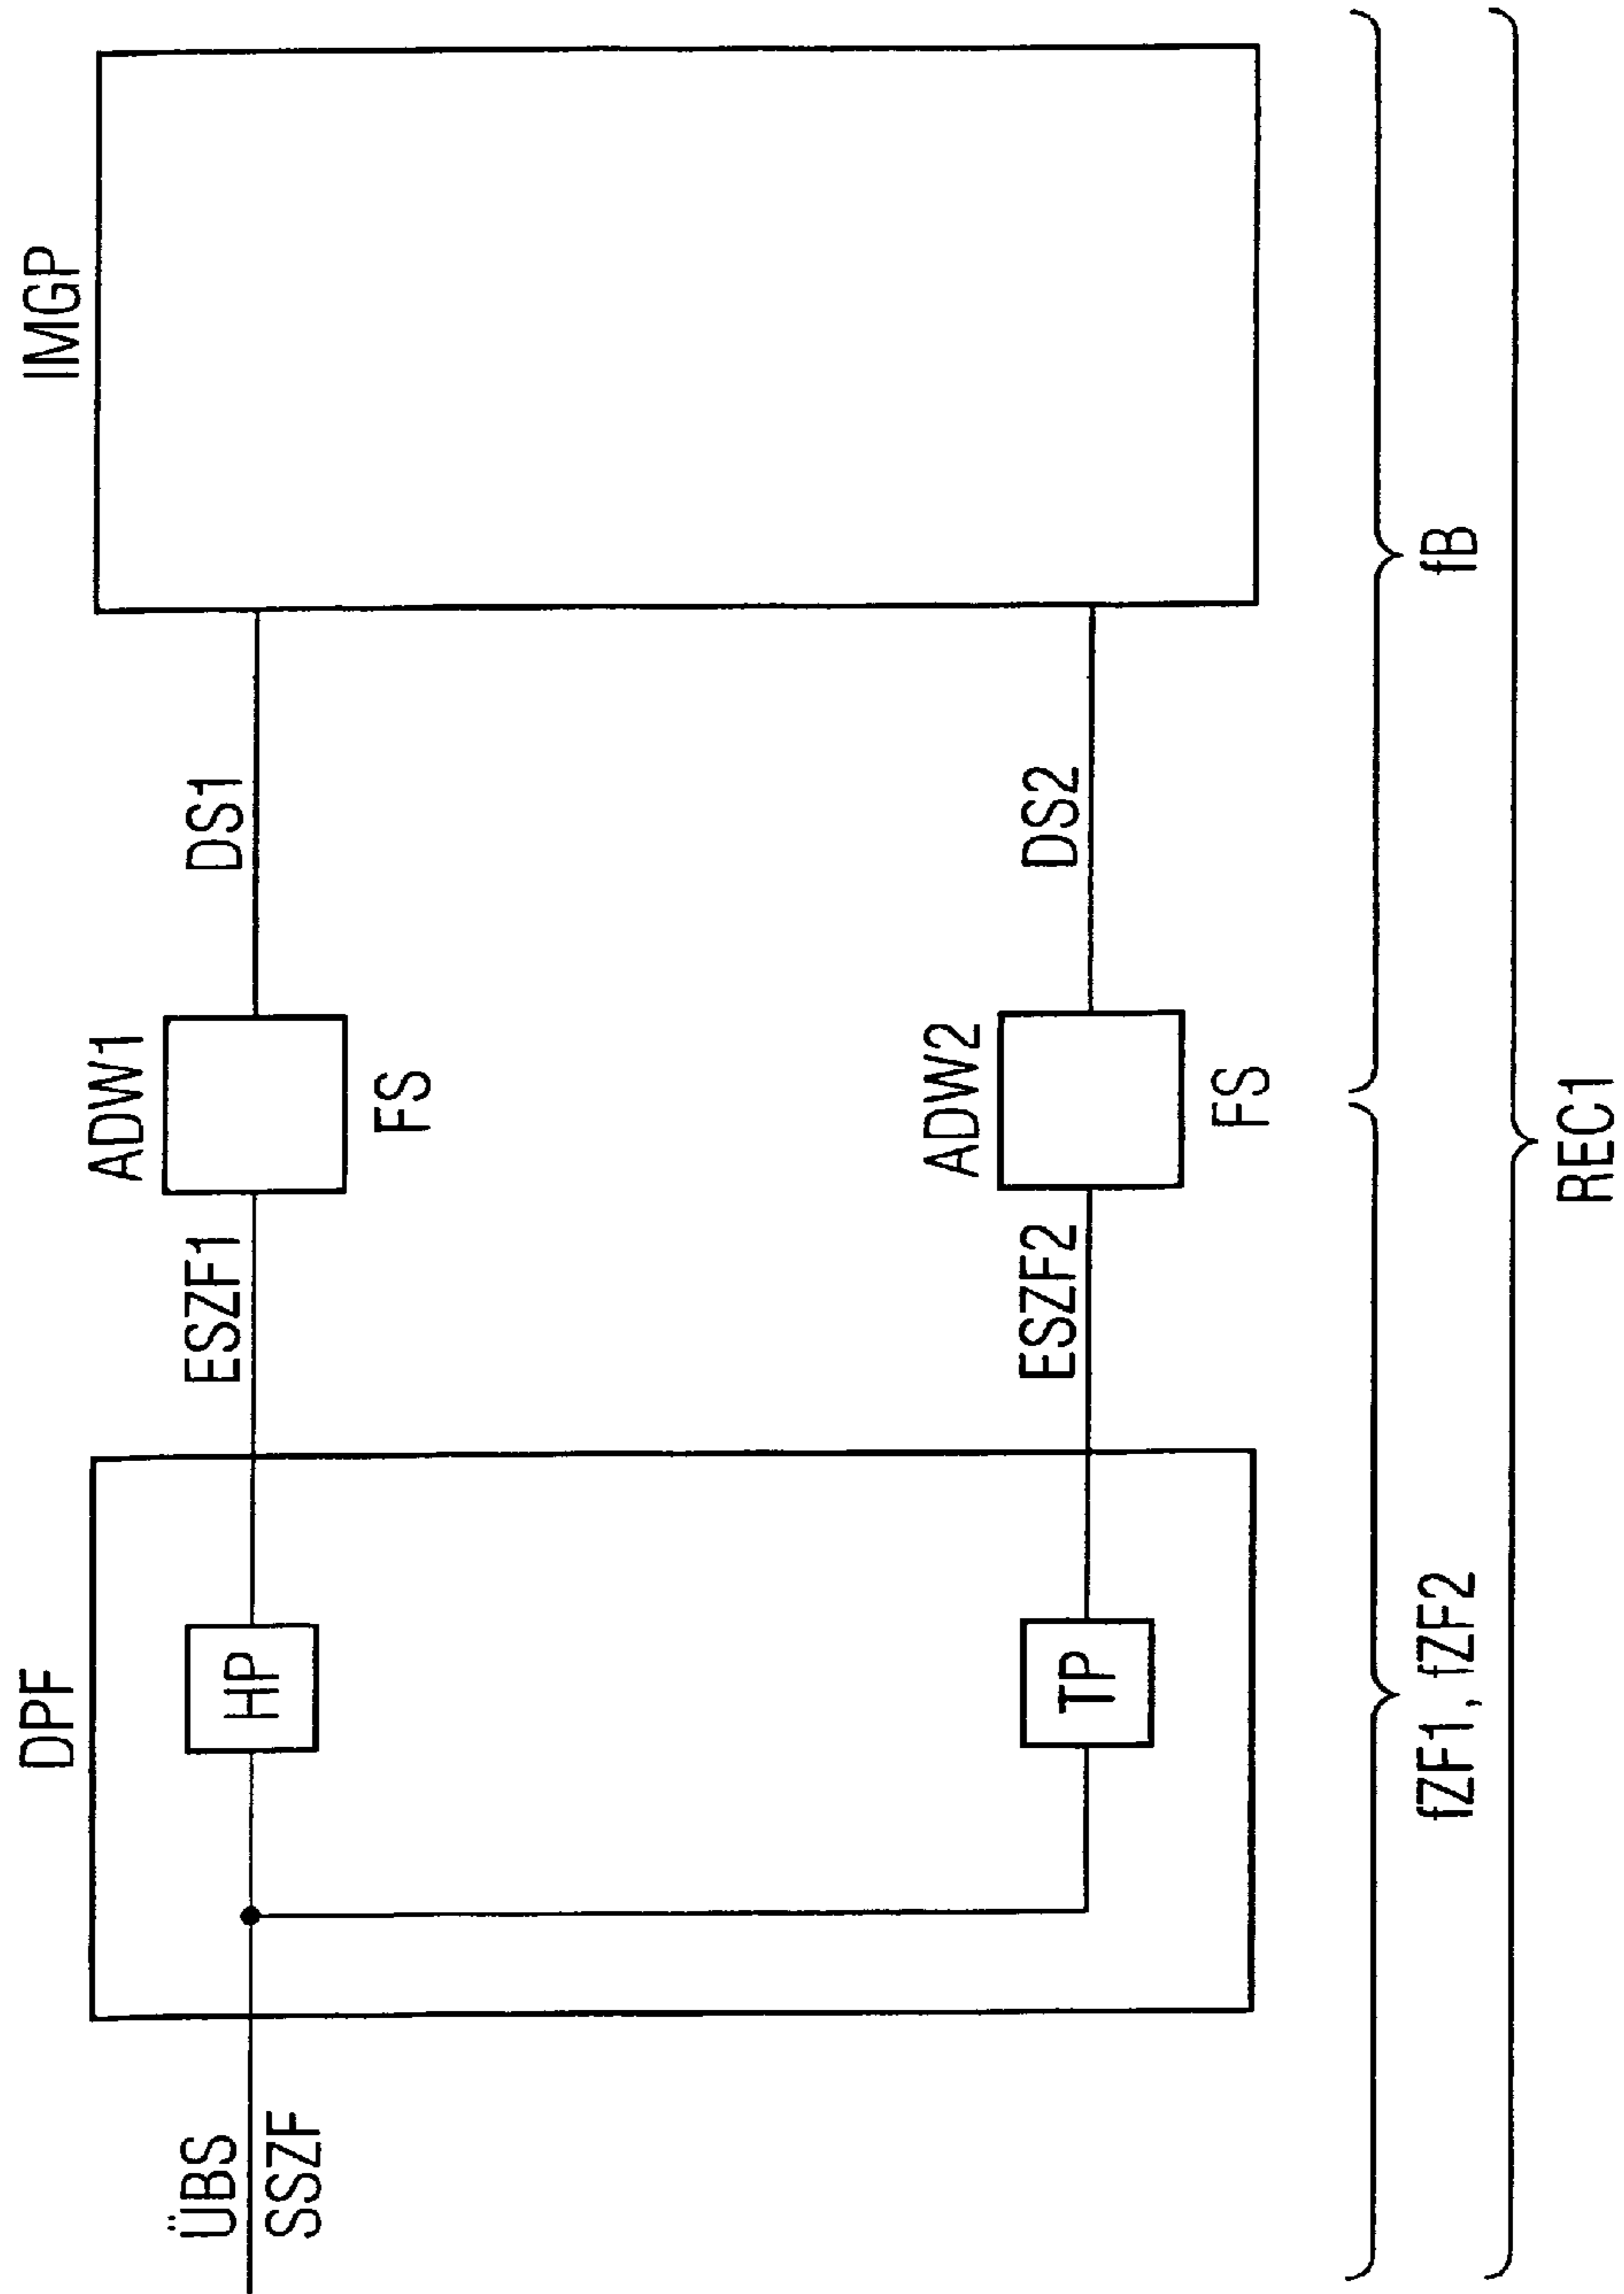 DPF
IMGP
ADW1
ÜBS
ESZF1
DS1
HP
SSZF
FS
ADW2
ESZF2
DS2
TP
FS
fZF1, fZF2
fB
REC1